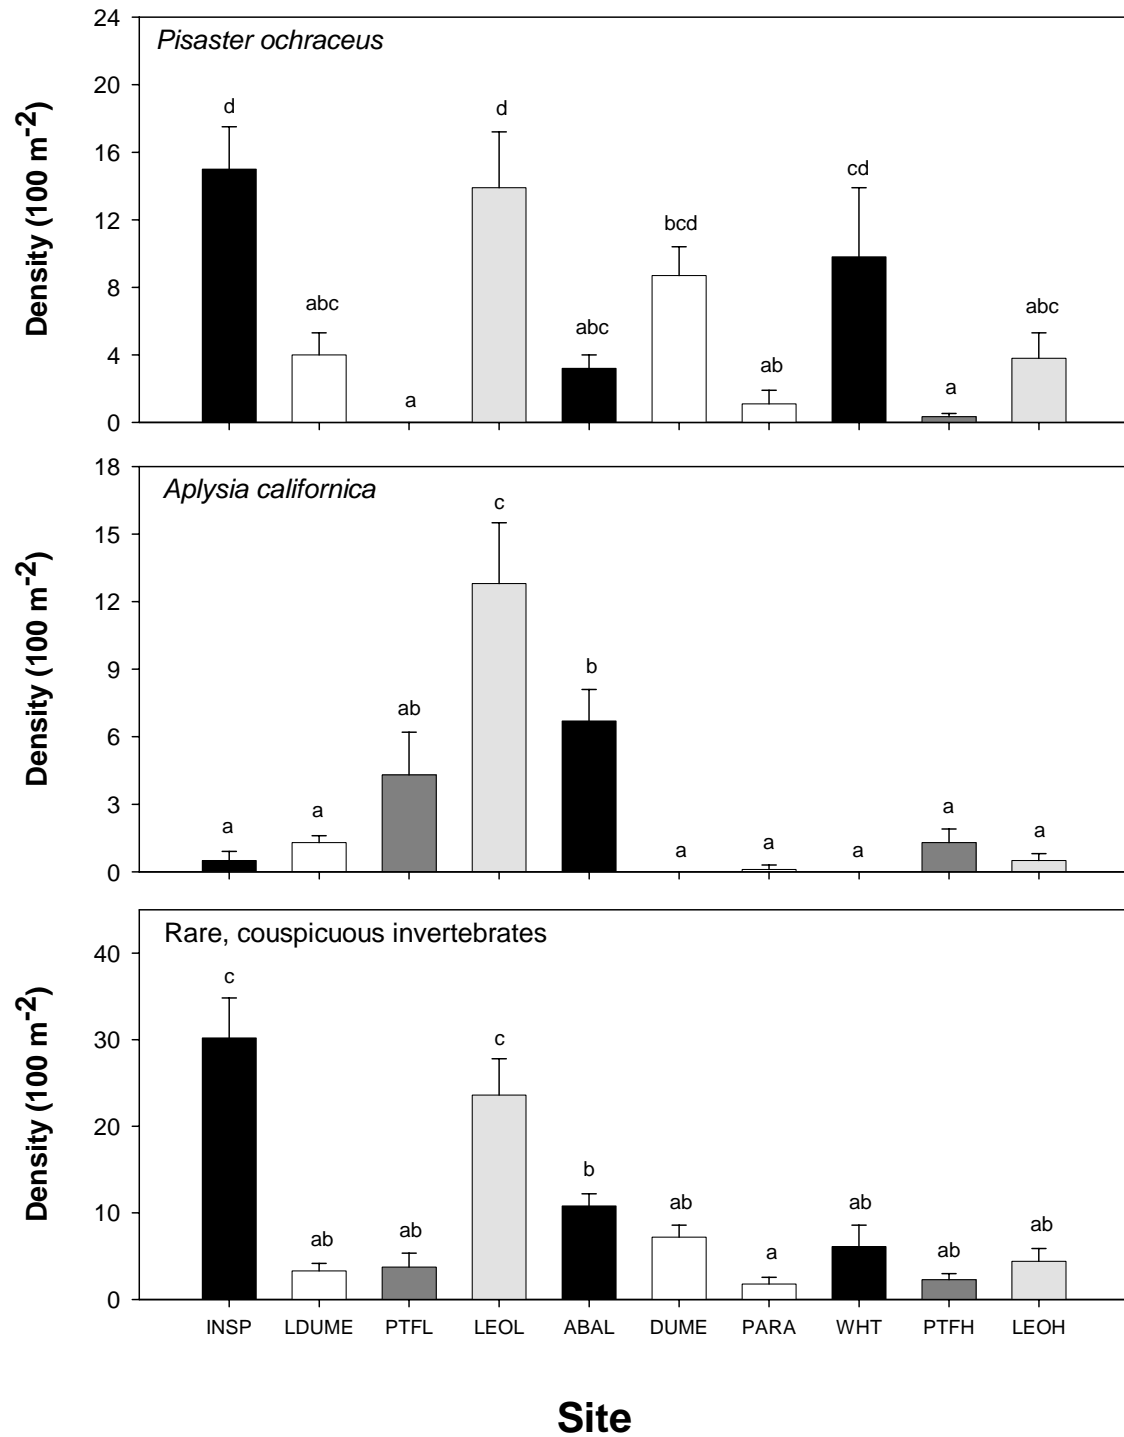 Pisaster ochraceus
Density (100 m-2)
24
20
16
12
8
4
0
d
abc
a
d
abc
bcd
ab
cd
a
abc
Aplysia californica
Density (100 m-2)
18
15
12
9
6
3
0
a
a
ab
c
b
a
a
a
a
a
Rare, couspicuous invertebrates
Density (100 m-2)
40
30
20
10
0
c
ab
ab
c
b
ab
a
ab
ab
ab
INSP LDUME PTFL LEOL ABAL DUME PARA WHT PTFH LEOH
Site